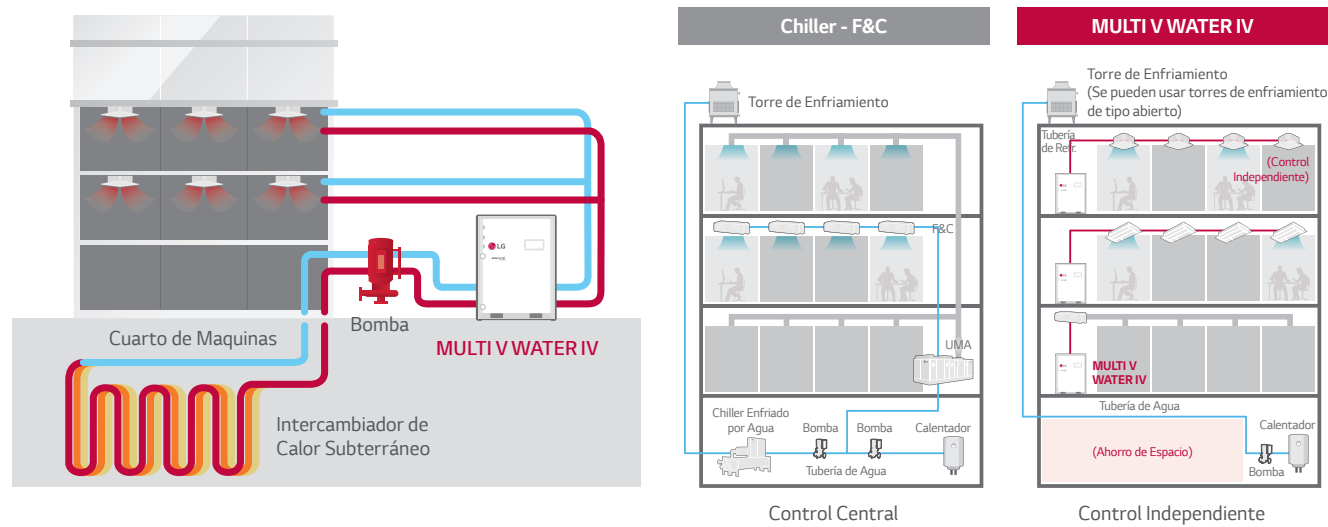 LG
Cuarto de Maquinas
Bomba
MULTI V WATER IV
Intercambiador de
Calor Subterráneo
Chiller - F&C
Torre de Enfriamiento
F&C
UMA
Chiller Enfriado
por Agua
Bomba
Bomba
Calentador
Tubería de Agua
Control Central
MULTI V WATER IV
Torre de Enfriamiento
(Se pueden usar torres de enfriamiento
de tipo abierto)
Tubería
de Refr.
(Control
Independiente)
MULTI V
WATER IV
Tubería de Agua
Calentador
(Ahorro de Espacio)
Bomba
Control Independiente